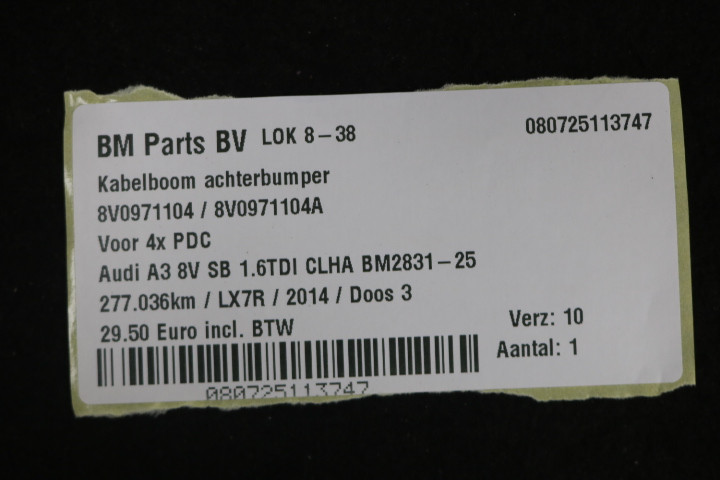 BM Parts BV LOK 8-38 080725113747
Kabelboom achterbumper
8V0971104 / 8V0971104A
Voor 4x PDC
Audi A3 8V SB 1.6TDI CLHA BM2831-25
277.036km / LX7R / 2014 / Doos 3
29.50 Euro incl. BTW Verz: 10
Aantal: 1
080725113747